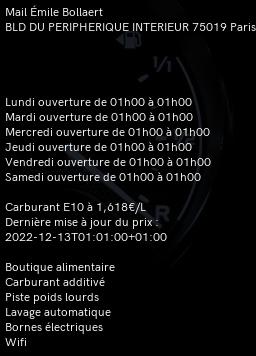 Mail Émile Bollaert
BLD DU PERIPHERIQUE INTERIEUR 75019 Paris
Lundi ouverture de 01h00 à 01h00
Mardi ouverture de 01h00 à 01h00
Mercredi ouverture de 01h00 à 01h00
Jeudi ouverture de 01h00 à 01h00
Vendredi ouverture de 01h00 à 01h00
Samedi ouverture de 01h00 à 01h00
Carburant E10 à 1,618€/L
Dernière mise à jour du prix :
2022-12-13T01:01:00+01:00
Boutique alimentaire
Carburant additivé
Piste poids lourds
Lavage automatique
Bornes électriques
Wifi
1/1
R